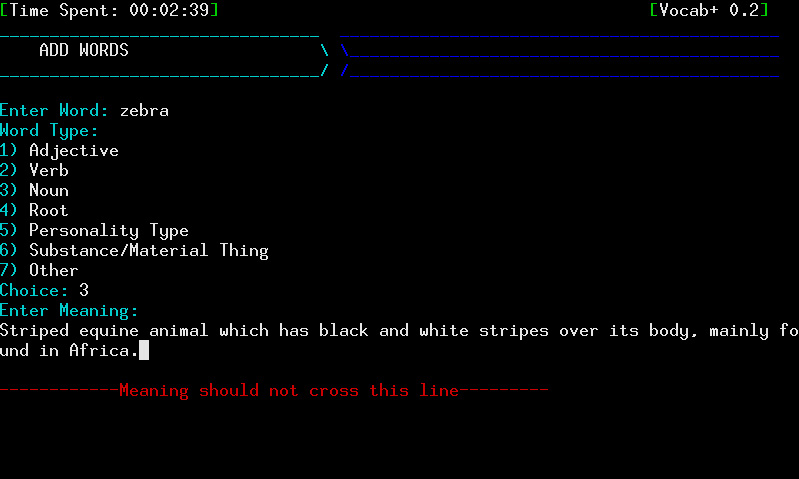 [Time Spent: 00:02:39] [Vocab+ 0.2]
ADD WORDS
Enter Word: zebra
Word Type:
1) Adjective
2) Verb
3) Noun
4) Root
5) Personality Type
6) Substance/Material Thing
7) Other
Choice: 3
Enter Meaning:
Striped equine animal which has black and white stripes over its body, mainly fo
und in Africa.
------------Meaning should not cross this line---------